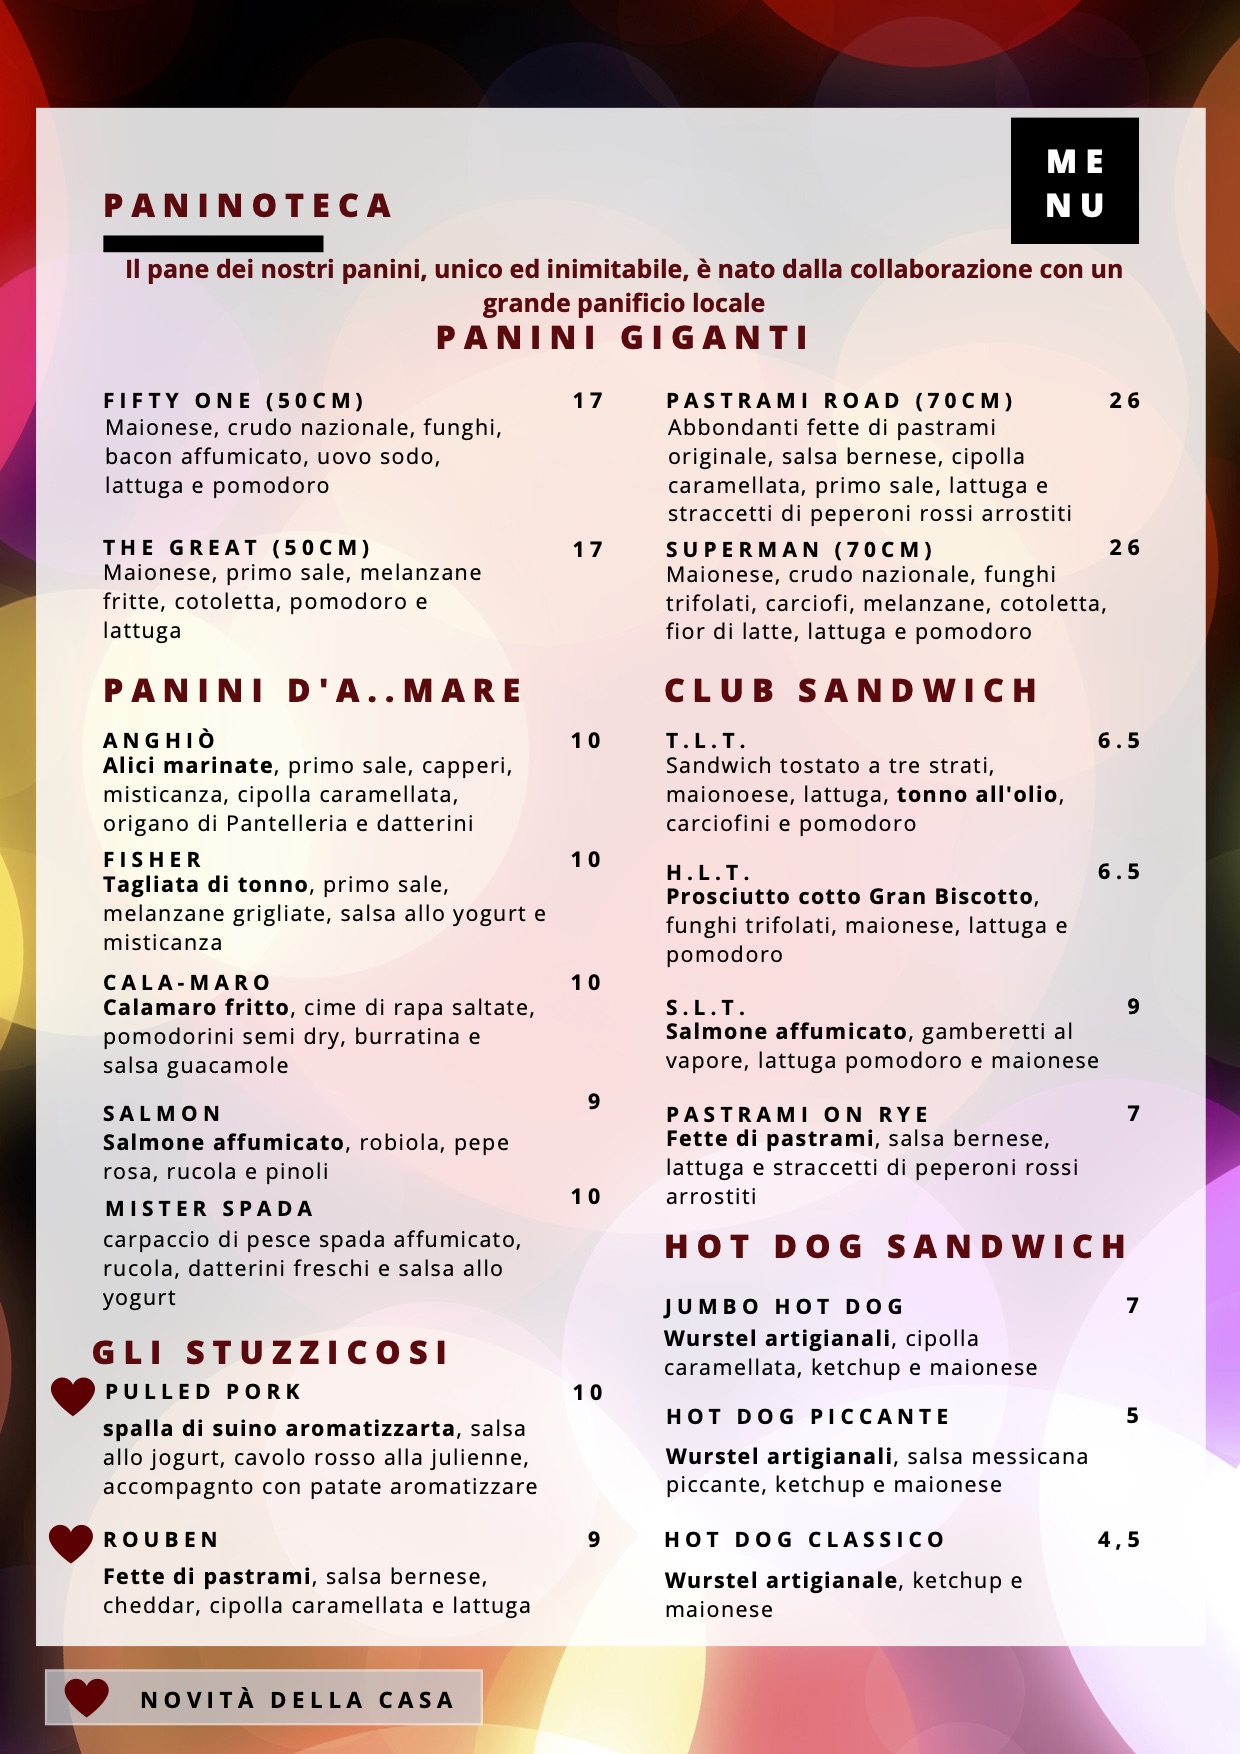 ME
NU
PANINOTECA
Il pane dei nostri panini, unico ed inimitabile, è nato dalla collaborazione con un
grande panificio locale
PANINI GIGANTI
FIFTY ONE (50CM) 17
Maionese, crudo nazionale, funghi,
bacon affumicato, uovo sodo,
lattuga e pomodoro
THE GREAT (50CM) 17
Maionese, primo sale, melanzane
fritte, cotoletta, pomodoro e
lattuga
PASTRAMI ROAD (70CM) 26
Abbondanti fette di pastrami
originale, salsa bernese, cipolla
caramellata, primo sale, lattuga e
straccetti di peperoni rossi arrostiti
SUPERMAN (70CM) 26
Maionese, crudo nazionale, funghi
trifolati, carciofi, melanzane, cotoletta,
fior di latte, lattuga e pomodoro
PANINI D'A..MARE
ANGHIÒ 10
Alici marinate, primo sale, capperi,
misticanza, cipolla caramellata,
origano di Pantelleria e datterini
FISHER 10
Tagliata di tonno, primo sale,
melanzane grigliate, salsa allo yogurt e
misticanza
CALA-MARO 10
Calamaro fritto, cime di rapa saltate,
pomodorini semi dry, burratina e
salsa guacamole
SALMON 9
Salmone affumicato, robiola, pepe
rosa, rucola e pinoli
MISTER SPADA 10
carpaccio di pesce spada affumicato,
rucola, datterini freschi e salsa allo
yogurt
GLI STUZZICOSI
PULLED PORK 10
spalla di suino aromatizzarta, salsa
allo jogurt, cavolo rosso alla julienne,
accompagnto con patate aromatizzare
ROUBEN 9
Fette di pastrami, salsa bernese,
cheddar, cipolla caramellata e lattuga
CLUB SANDWICH
T.L.T. 6.5
Sandwich tostato a tre strati,
maionoese, lattuga, tonno all'olio,
carciofini e pomodoro
H.L.T. 6.5
Prosciutto cotto Gran Biscotto,
funghi trifolati, maionese, lattuga e
pomodoro
S.L.T. 9
Salmone affumicato, gamberetti al
vapore, lattuga pomodoro e maionese
PASTRAMI ON RYE 7
Fette di pastrami, salsa bernese,
lattuga e straccetti di peperoni rossi
arrostiti
HOT DOG SANDWICH
JUMBO HOT DOG 7
Wurstel artigianali, cipolla
caramellata, ketchup e maionese
HOT DOG PICCANTE 5
Wurstel artigianali, salsa messicana
piccante, ketchup e maionese
HOT DOG CLASSICO 4,5
Wurstel artigianale, ketchup e
maionese
NOVITÀ DELLA CASA